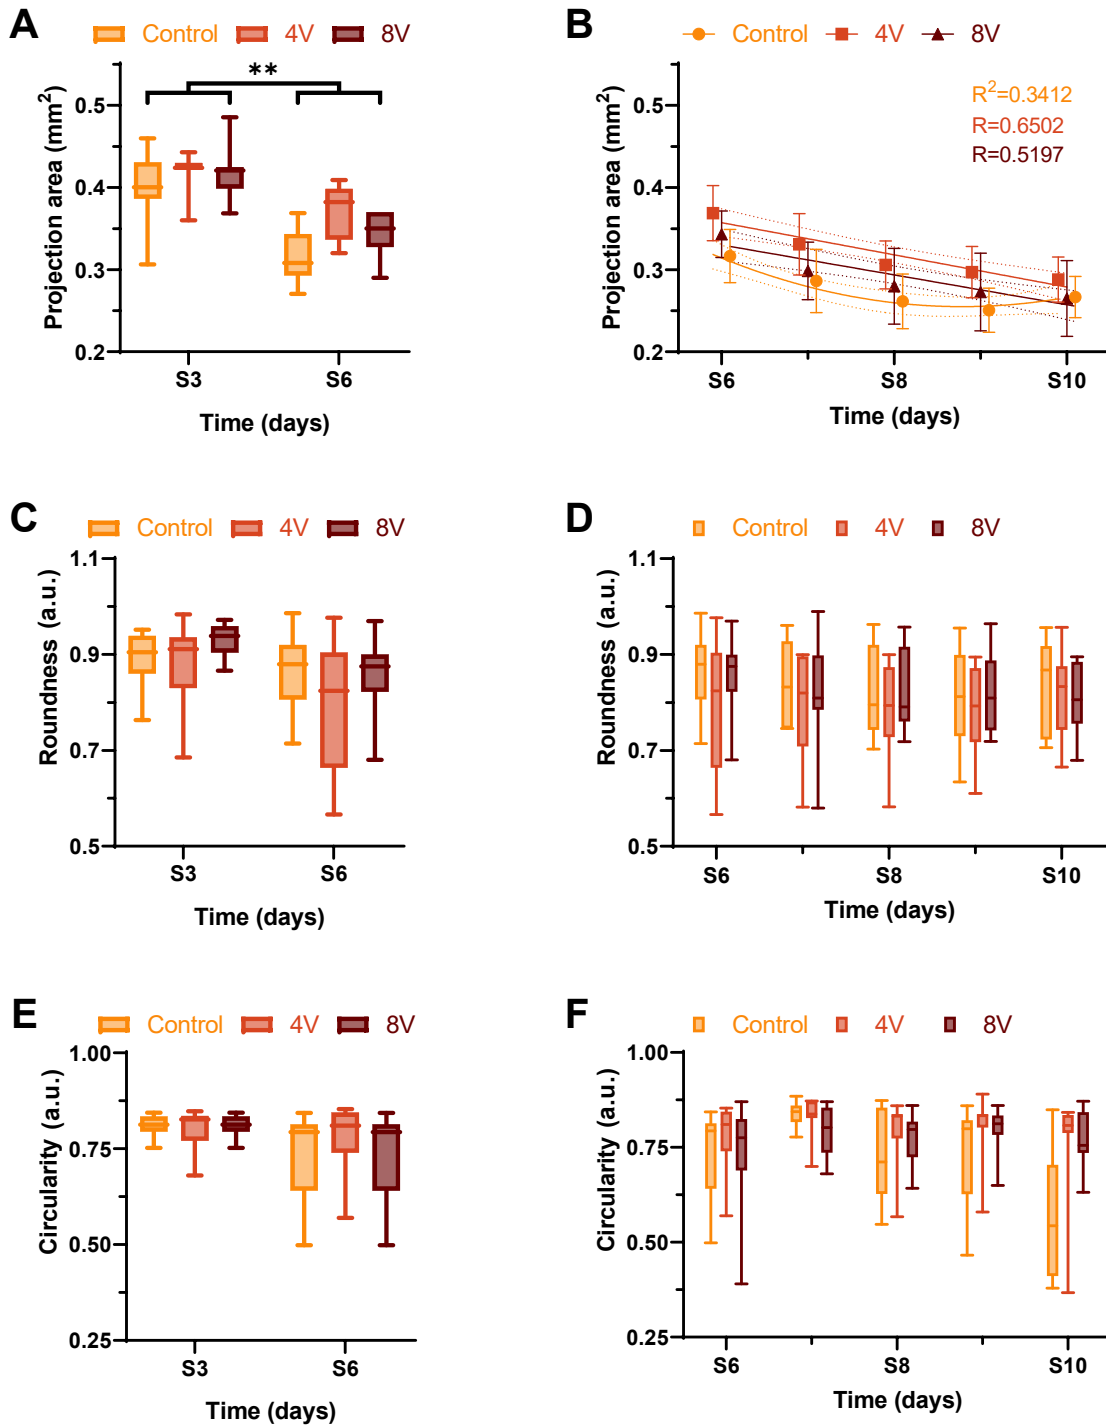 A
Control 4V 8V
**
Projection area (mm²)
0.5
0.4
0.3
0.2
S3 S6
Time (days)
B
Control 4V 8V
R²=0.3412
R=0.6502
R=0.5197
Projection area (mm²)
0.5
0.4
0.3
0.2
S6 S8 S10
Time (days)
C
Control 4V 8V
Roundness (a.u.)
1.1
0.9
0.7
0.5
S3 S6
Time (days)
D
Control 4V 8V
Roundness (a.u.)
1.1
0.9
0.7
0.5
S6 S8 S10
Time (days)
E
Control 4V 8V
Circularity (a.u.)
1.00
0.75
0.50
0.25
S3 S6
Time (days)
F
Control 4V 8V
Circularity (a.u.)
1.00
0.75
0.50
0.25
S6 S8 S10
Time (days)